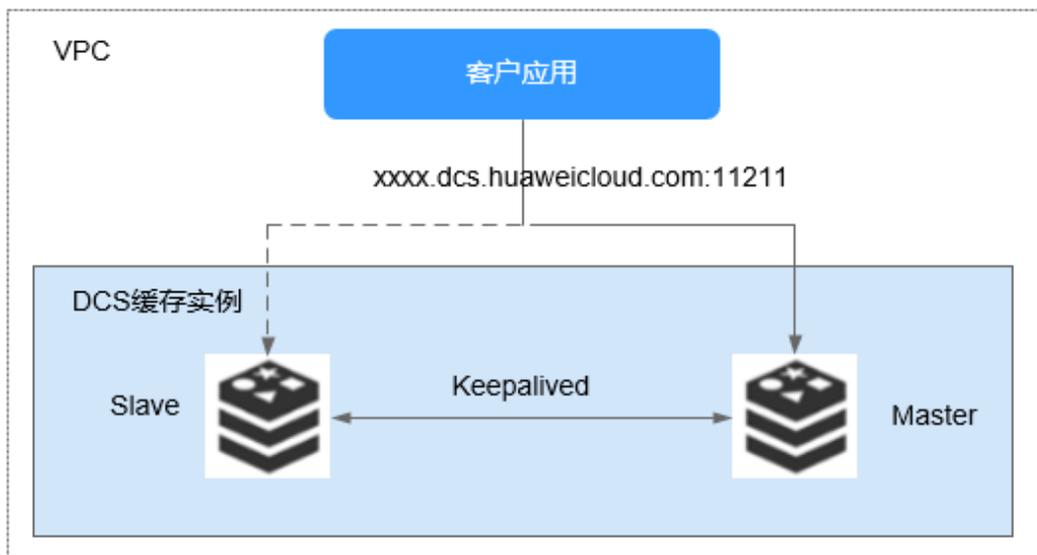 VPC
客户应用
xxxx.dcs.huaweicloud.com:11211
DCS缓存实例
Slave
Keepalived
Master